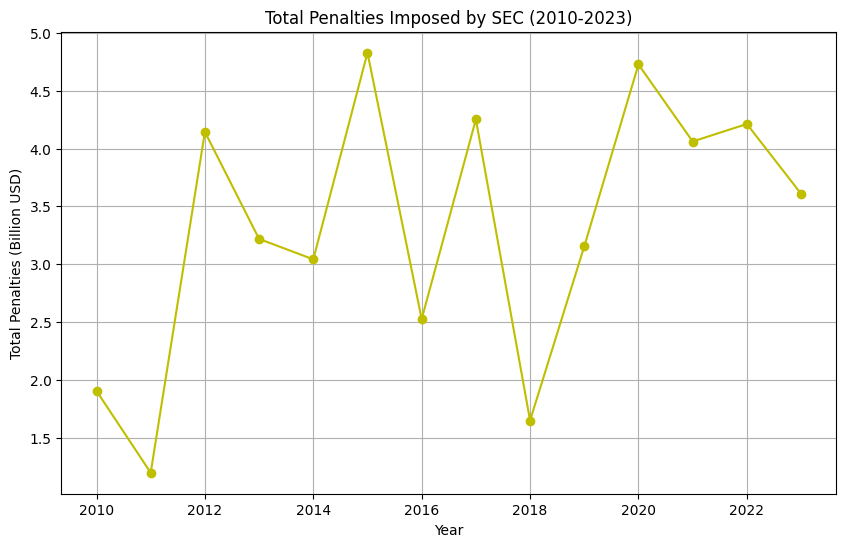 Total Penalties Imposed by SEC (2010-2023)
Total Penalties (Billion USD)
5.0
4.5
4.0
3.5
3.0
2.5
2.0
1.5
2010 2012 2014 2016 2018 2020 2022
Year